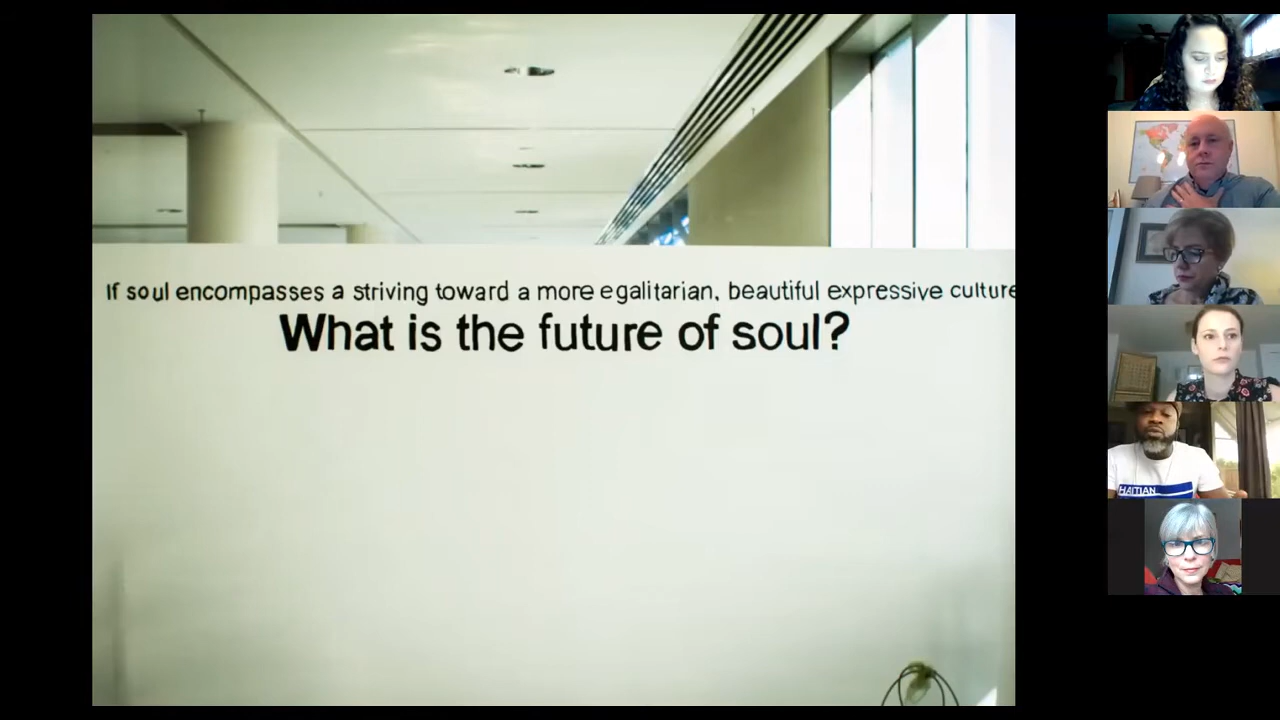 If soul encompasses a striving toward a more egalitarian, beautiful expressive culture
What is the future of soul?
HAITIAN